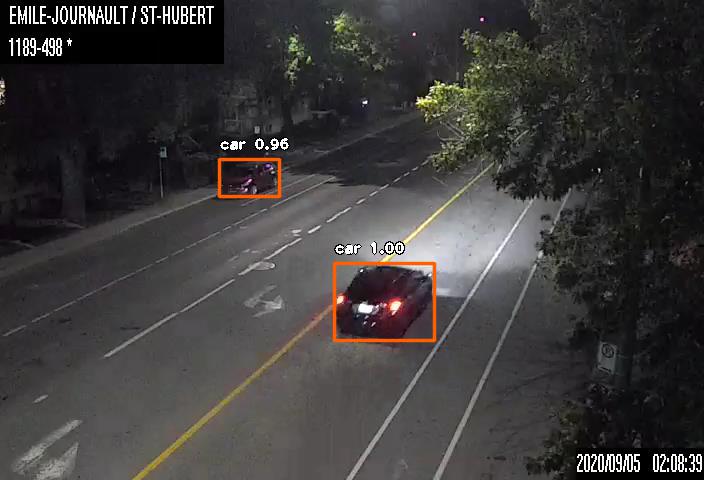 EMILE-JOURNAULT / ST-HUBERT
1189-498 *
car 0.96
car 1.00
2020/09/05 02:08:39